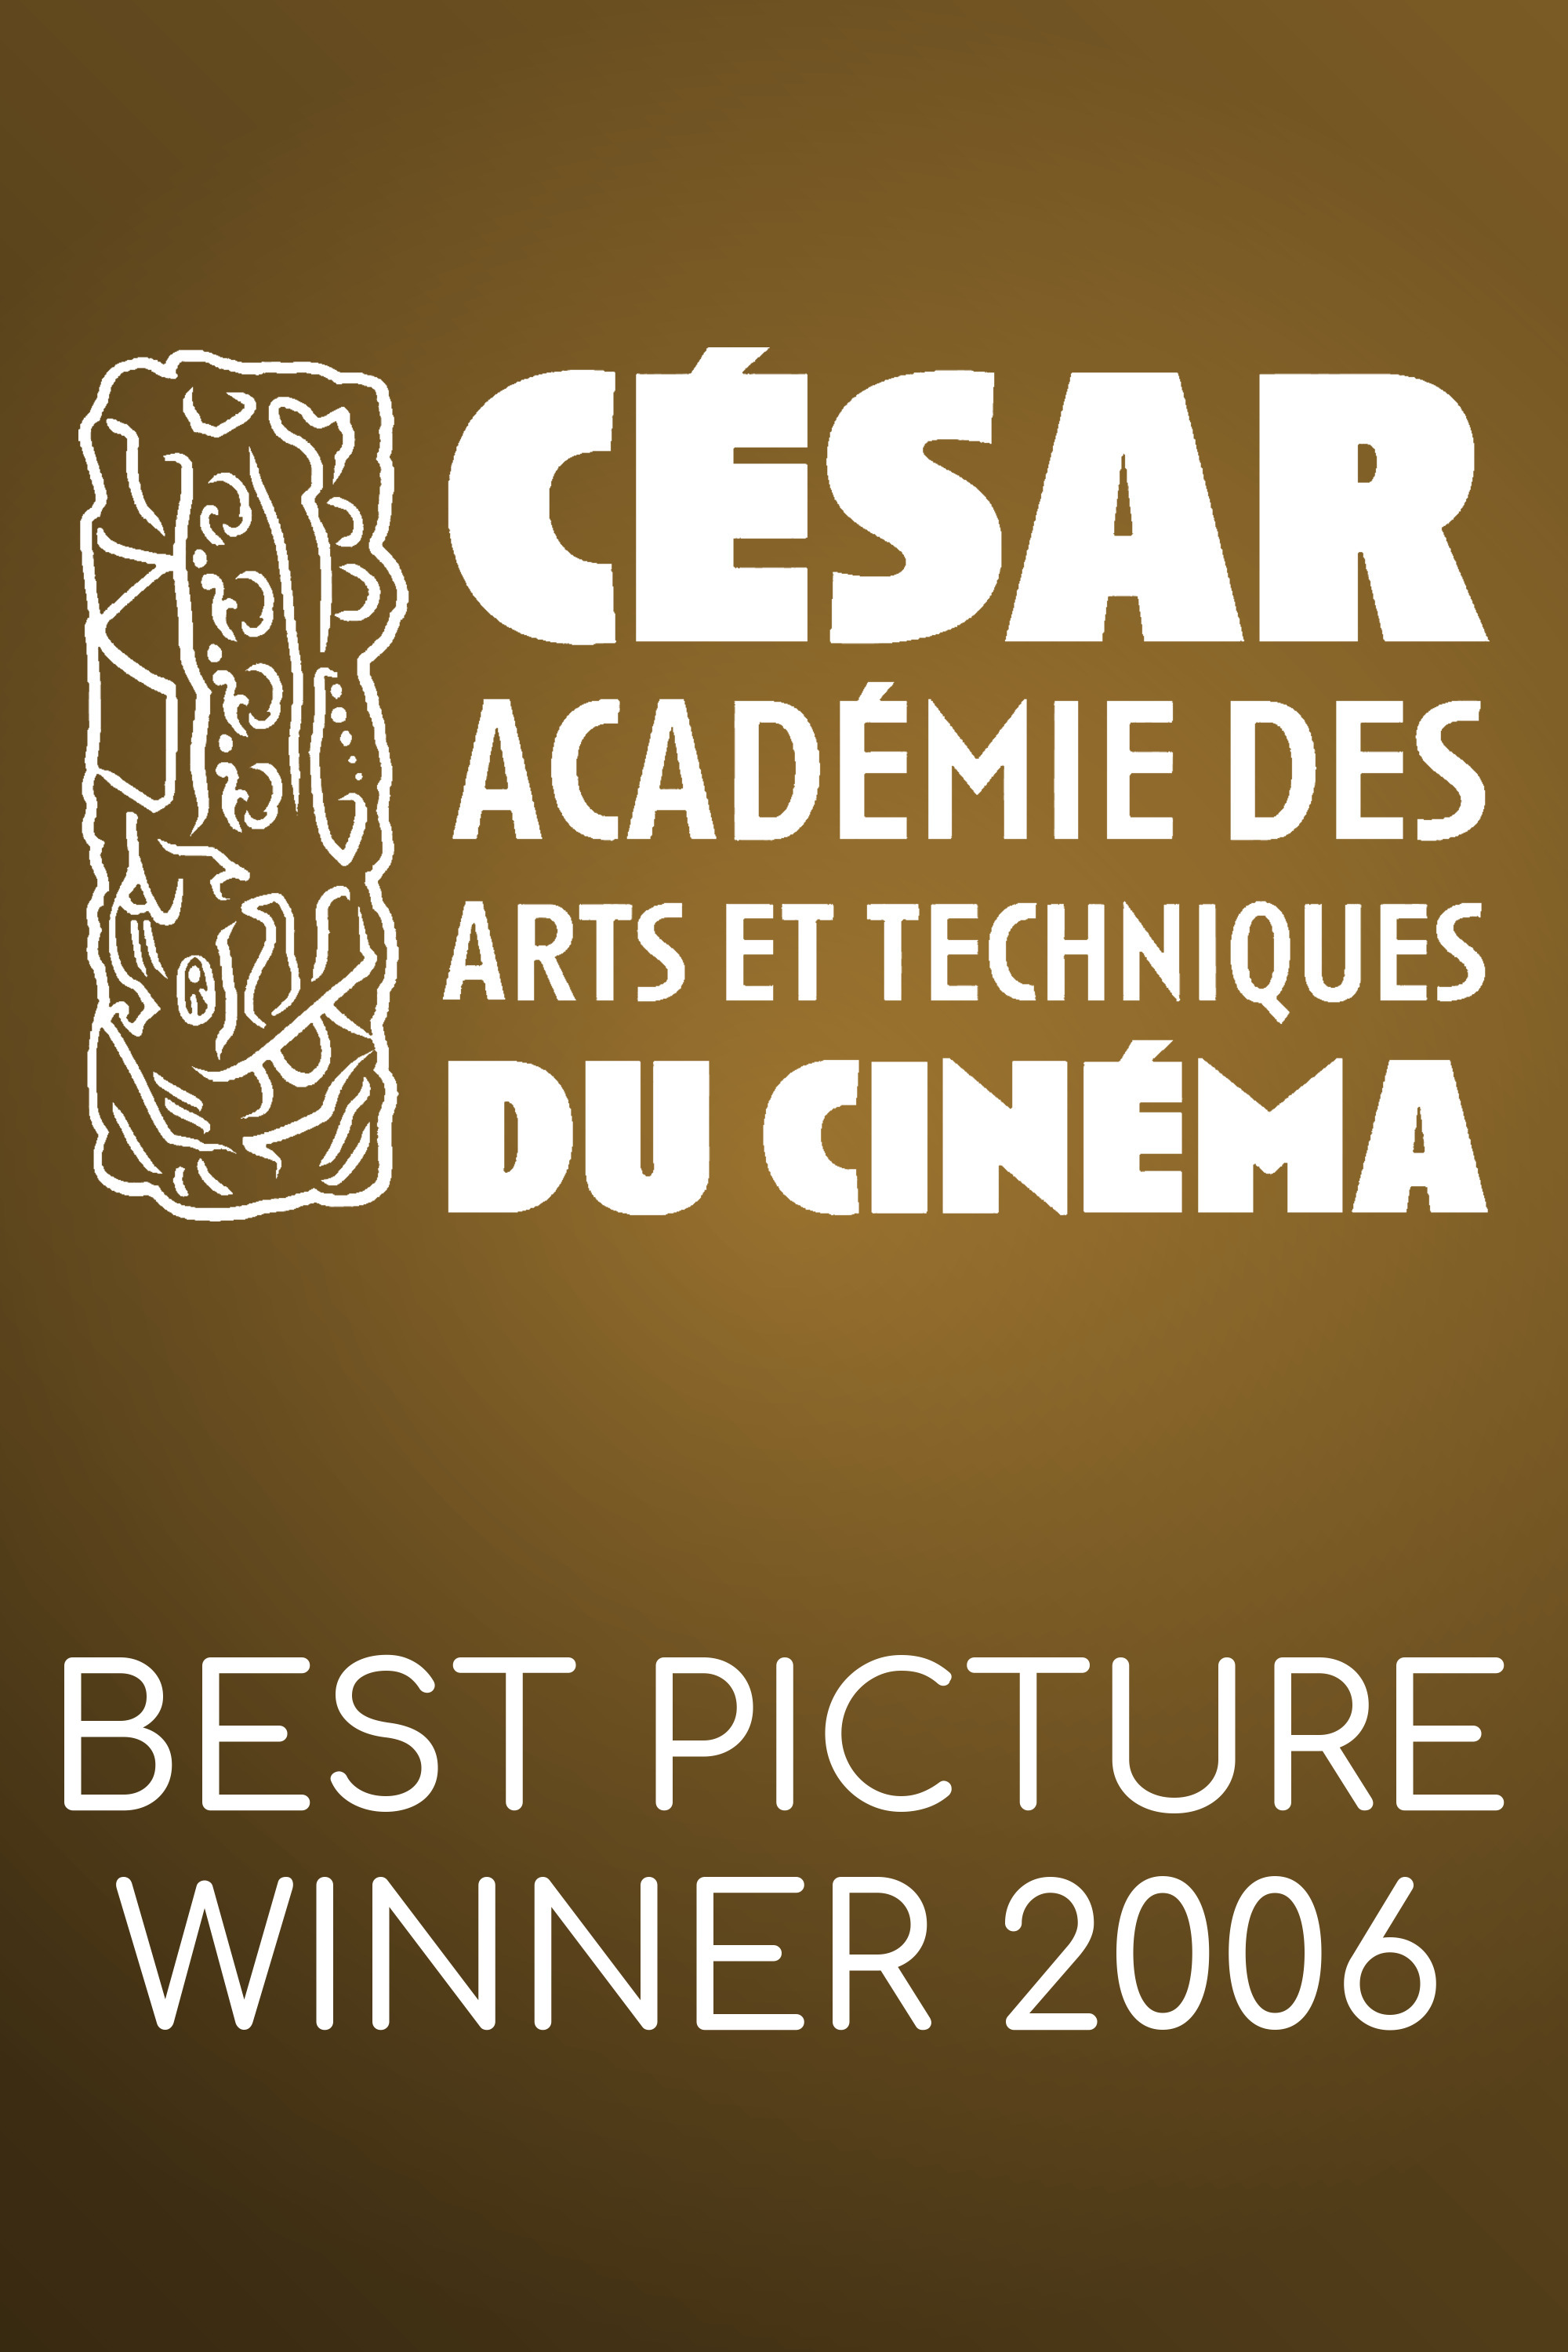 CÉSAR
ACADÉMIE DES
ARTS ET TECHNIQUES
DU CINÉMA
BEST PICTURE
WINNER 2006